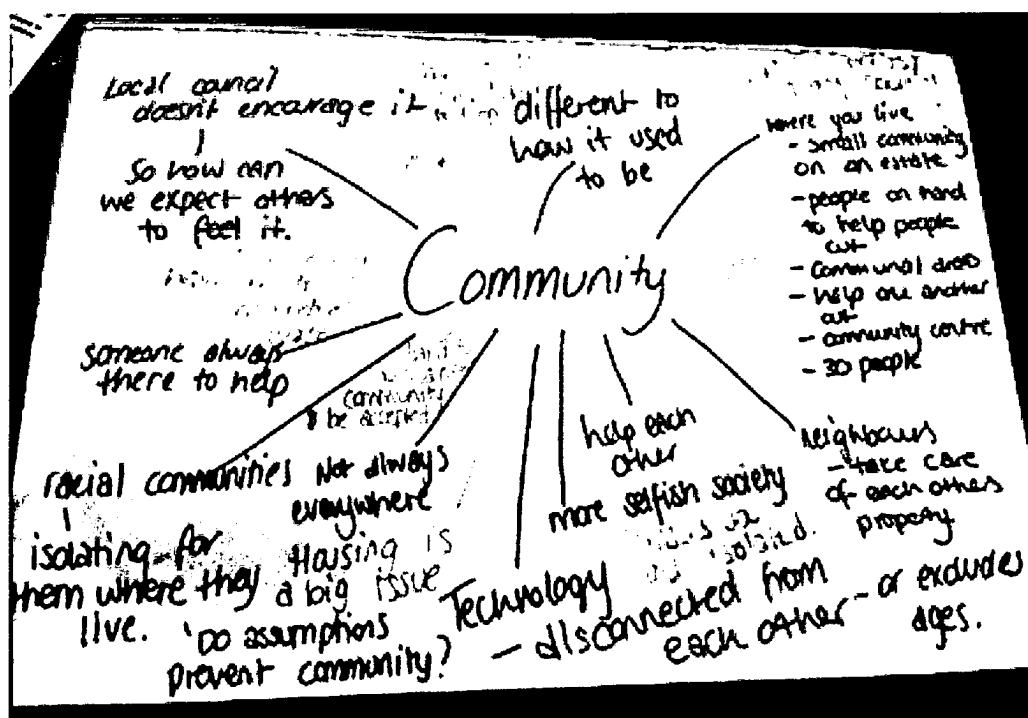 Local council
doesn't encourage it
so how can
we expect others
to feel it.
different to
how it used
to be
where you live
- small community
on an estate
- people on hand
to help people
out
- communal areas
- help one another
out
- community centre
- 30 people
Community
someone always
there to help
community
be accepted
racial communities
isolating for
them where they
live.
Not always
everywhere
Housing is
a big issue
'Do assumptions
prevent community?
Technology
- disconnected from
each other - or excludes
ages.
more selfish society
help each
other
neighbours
- take care
of each others
property